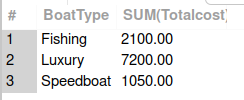 # BoatType SUM(Totalcost)
1 Fishing 2100.00
2 Luxury 7200.00
3 Speedboat 1050.00